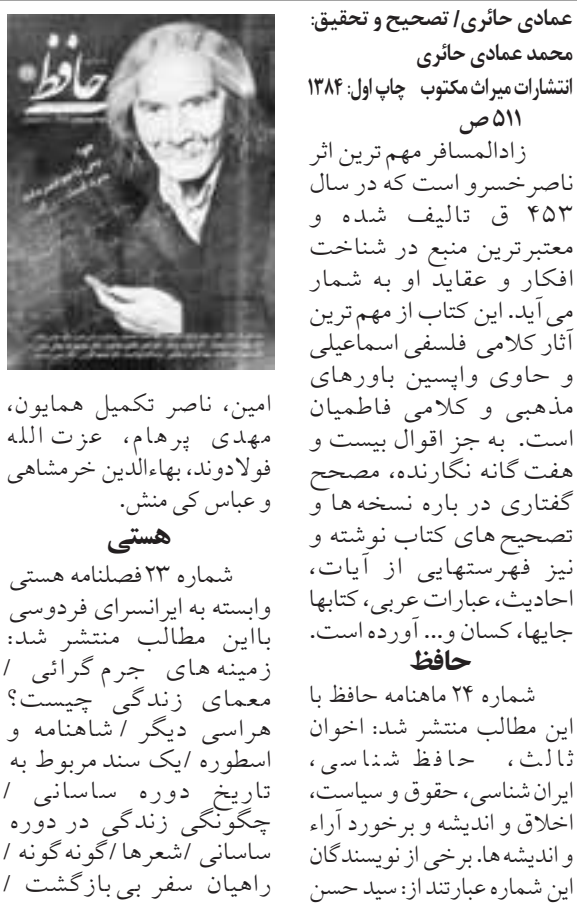 عمادی حائری/ تصحیح و تحقیق:
محمد عمادی حائری
انتشارات میراث مکتوب چاپ اول: ۱۳۸۴
۵۱۱ ص
زادالمسافر مهم ترین اثر
ناصرخسرو است که در سال
۴۵۳ ق تالیف شده و
معتبرترین منبع در شناخت
افکار و عقاید او به شمار
می آید. این کتاب از مهم ترین
آثار کلامی فلسفی اسماعیلی
و حاوی واپسین باورهای
مذهبی و کلامی فاطمیان
است. به جز اقوال بیست و
هفت گانه نگارنده، مصحح
گفتاری در باره نسخه ها و
تصحیح های کتاب نوشته و
نیز فهرستهایی از آیات،
احادیث، عبارات عربی، کتابها
جایها، کسان و... آورده است.
حافظ
شماره ۲۴ ماهنامه حافظ با
این مطالب منتشر شد: اخوان
ثالث، حافظ شناسی،
ایران شناسی، حقوق و سیاست،
اخلاق و اندیشه و برخورد آراء
و اندیشه ها. برخی از نویسندگان
این شماره عبارتند از: سید حسن
حافظ
امین، ناصر تکمیل همایون،
مهدی پرهام، عزت الله
فولادوند، بهاءالدین خرمشاهی
و عباس کی منش.
هستی
شماره ۲۳ فصلنامه هستی
وابسته به ایرانسرای فردوسی
بااین مطالب منتشر شد:
زمینه های جرم گرائی /
معمای زندگی چیست؟
هراسی دیگر / شاهنامه و
اسطوره /یک سند مربوط به
تاریخ دوره ساسانی /
چگونگی زندگی در دوره
ساسانی /شعرها /گونه گونه /
راهیان سفر بی بازگشت /